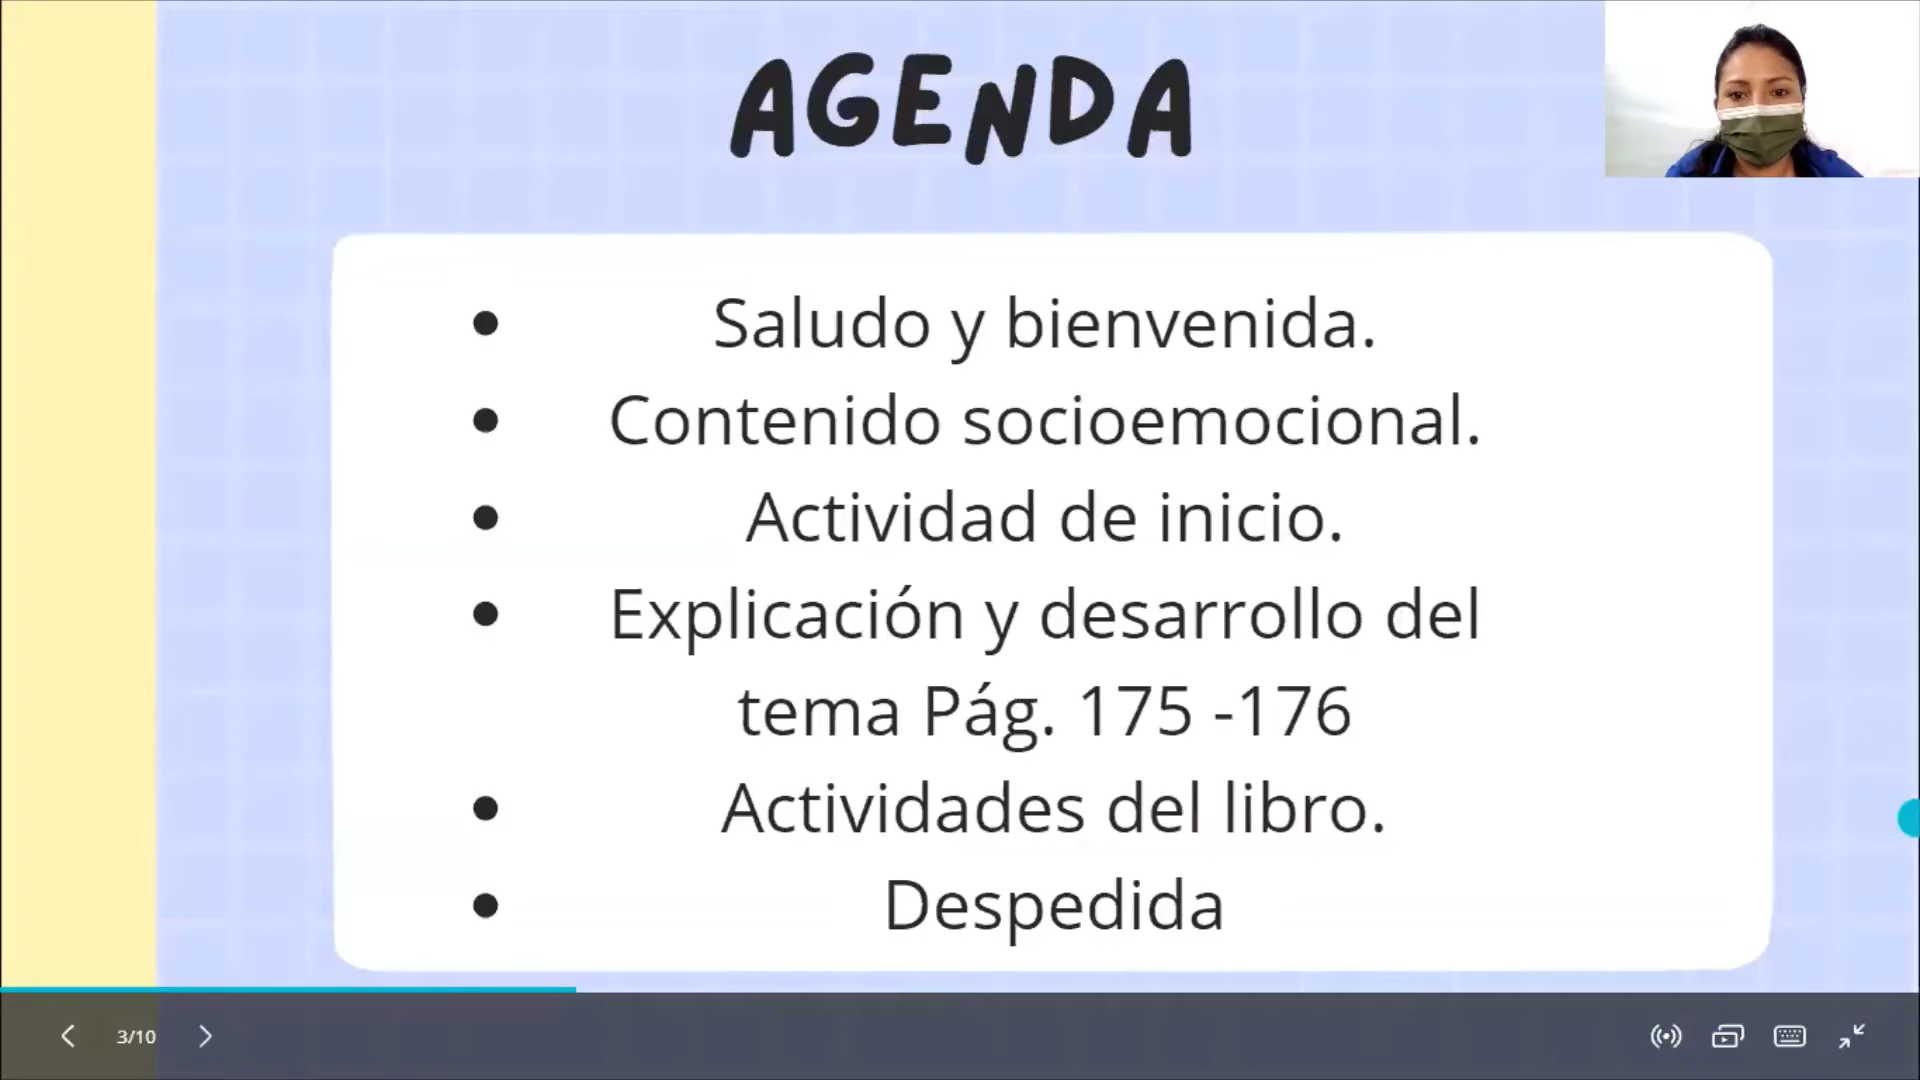 AGENDA
• Saludo y bienvenida.
• Contenido socioemocional.
• Actividad de inicio.
• Explicación y desarrollo del
tema Pág. 175 -176
• Actividades del libro.
• Despedida
3/10